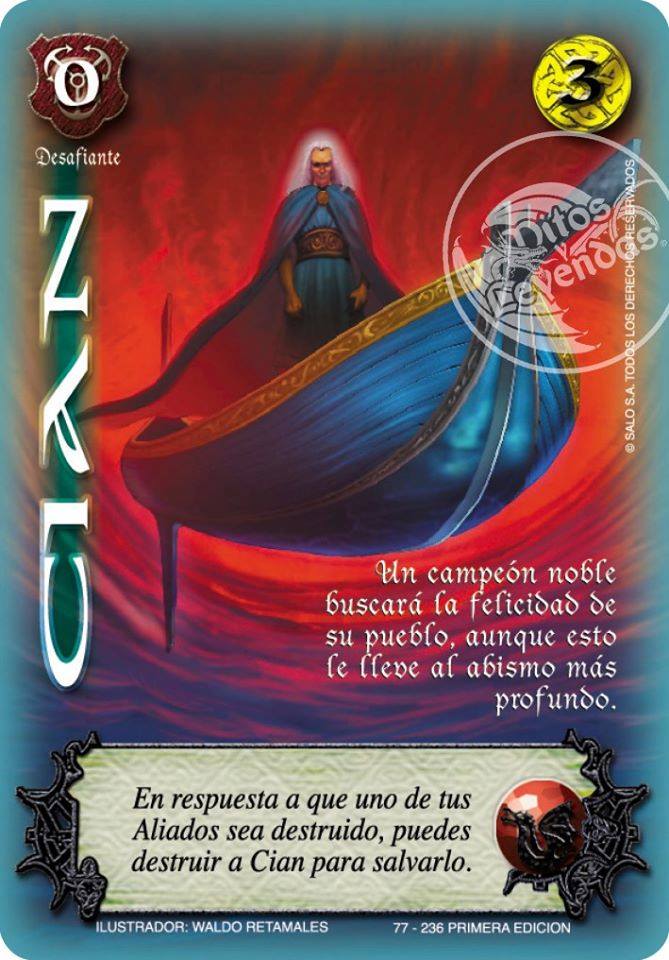 0
3
Desafiante
CIAN
Mitos
Leyendas
© SALO S.A. TODOS LOS DERECHOS RESERVADOS
Un campeón noble
buscará la felicidad de
su pueblo, aunque esto
le lleve al abismo más
profundo.
En respuesta a que uno de tus
Aliados sea destruido, puedes
destruir a Cian para salvarlo.
ILUSTRADOR: WALDO RETAMALES
77 - 236 PRIMERA EDICION